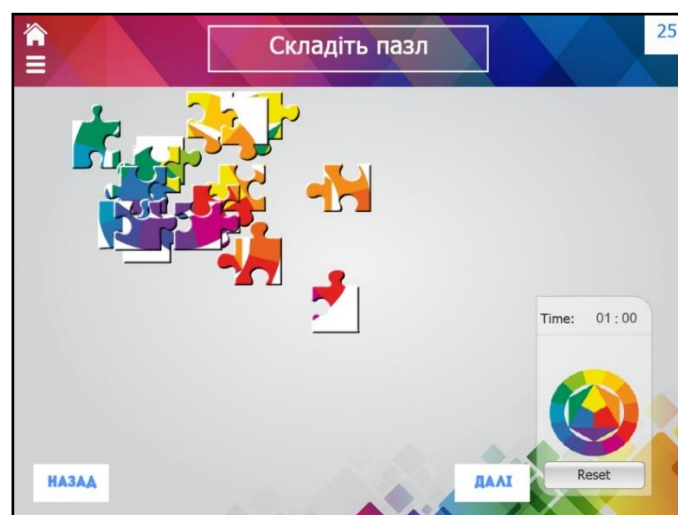 Складіть пазл
25
Time: 01 : 00
Reset
НАЗАД
ДАЛІ